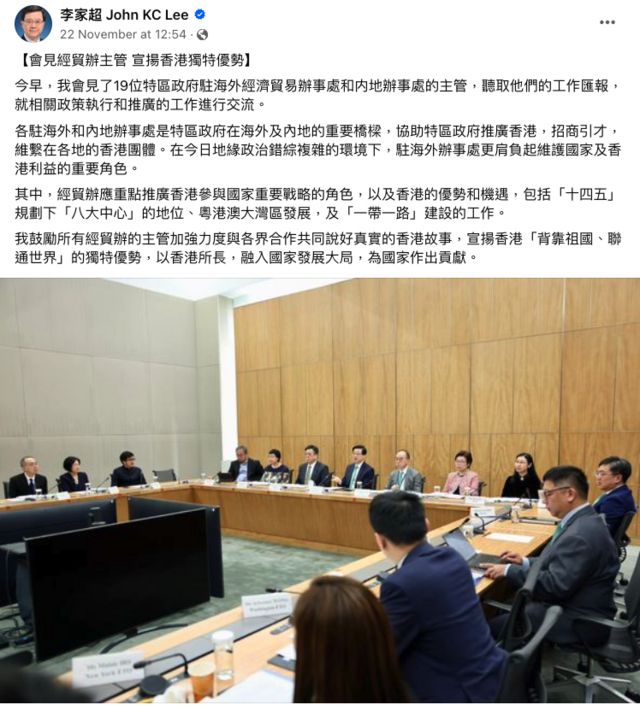 李家超 John KC Lee
22 November at 12:54 ·
【會見經貿辦主管 宣揚香港獨特優勢】
今早，我會見了19位特區政府駐海外經濟貿易辦事處和內地辦事處的主管，聽取他們的工作匯報，
就相關政策執行和推廣的工作進行交流。
各駐海外和內地辦事處是特區政府在海外及內地的重要橋樑，協助特區政府推廣香港，招商引才，
維繫在各地的香港團體。在今日地緣政治錯綜複雜的環境下，駐海外辦事處更肩負起維護國家及香
港利益的重要角色。
其中，經貿辦應重點推廣香港參與國家重要戰略的角色，以及香港的優勢和機遇，包括「十四五」
規劃下「八大中心」的地位、粵港澳大灣區發展，及「一帶一路」建設的工作。
我鼓勵所有經貿辦的主管加強力度與各界合作共同說好真實的香港故事，宣揚香港「背靠祖國、聯
通世界」的獨特優勢，以香港所長，融入國家發展大局，為國家作出貢獻。
Washington ETO
New York ETO